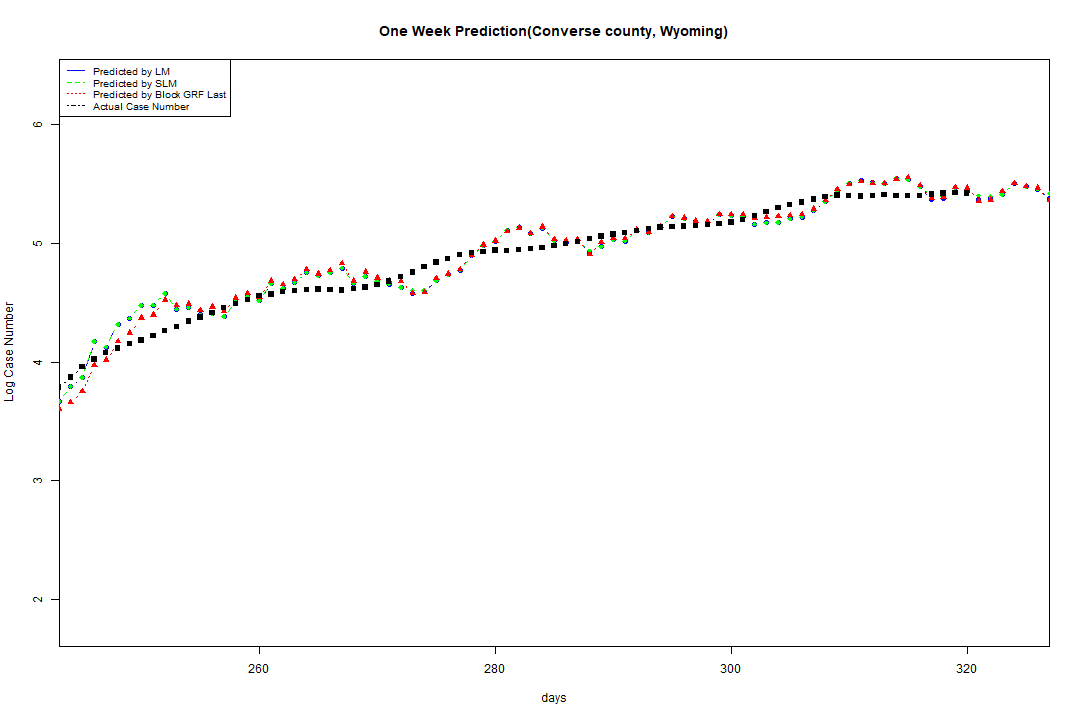 One Week Prediction(Converse county, Wyoming)
Predicted by LM
Predicted by SLM
Predicted by Block GRF Last
Actual Case Number
6
5
4
3
2
Log Case Number
260 280 300 320
days